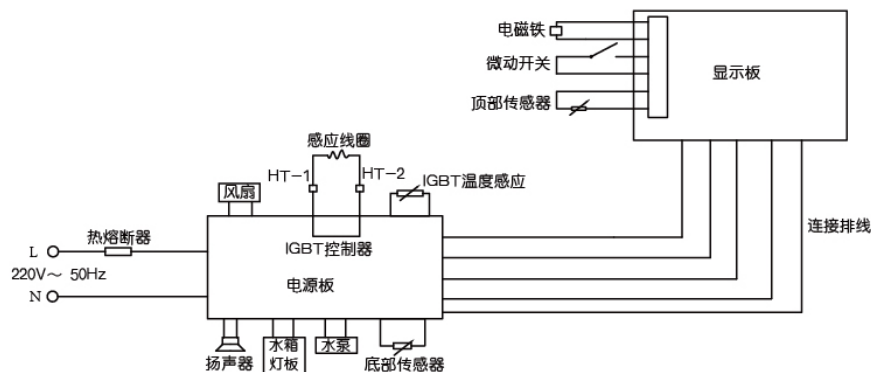 电磁铁
微动开关
显示板
顶部传感器
感应线圈
HT-1
HT-2
IGBT温度感应
风扇
热熔断器
IGBT控制器
连接排线
L
220V～ 50Hz
N
电源板
扬声器
水箱
灯板
水泵
底部传感器